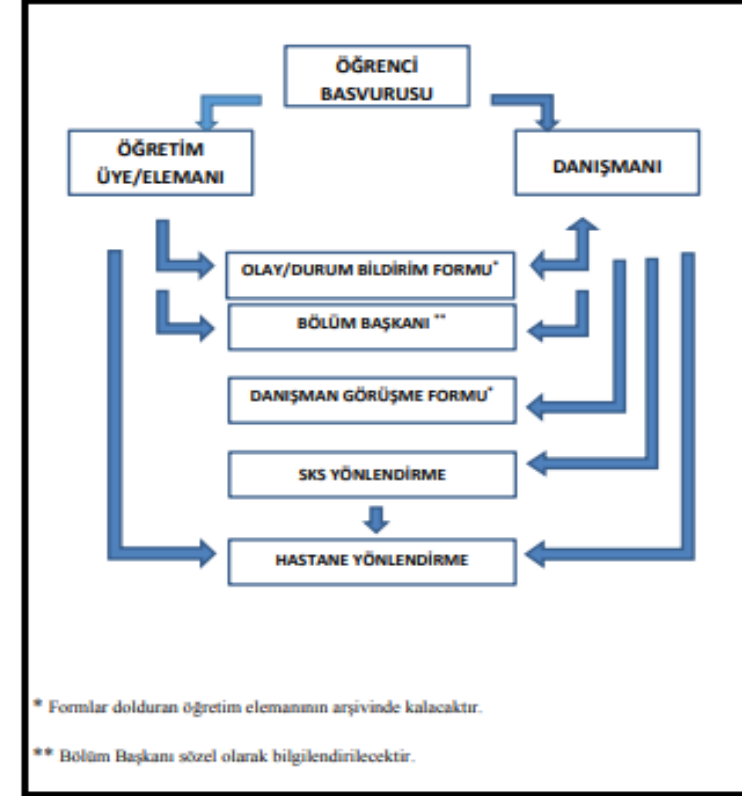 ÖĞRENCİ
BASVURUSU
ÖĞRETİM
ÜYE/ELEMANI
DANIŞMANI
OLAY/DURUM BİLDİRİM FORMU*
BÖLÜM BAŞKANI **
DANIŞMAN GÖRÜŞME FORMU*
SKS YÖNLENDİRME
HASTANE YÖNLENDİRME
* Formlar dolduran öğretim elemanının arşivinde kalacaktır.
** Bölüm Başkanı sözel olarak bilgilendirilecektir.